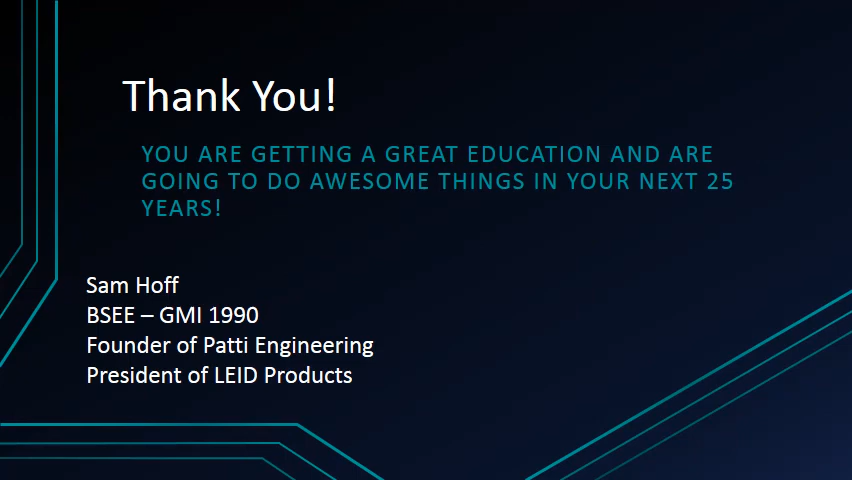 Thank You!
YOU ARE GETTING A GREAT EDUCATION AND ARE
GOING TO DO AWESOME THINGS IN YOUR NEXT 25
YEARS!
Sam Hoff
BSEE – GMI 1990
Founder of Patti Engineering
President of LEID Products